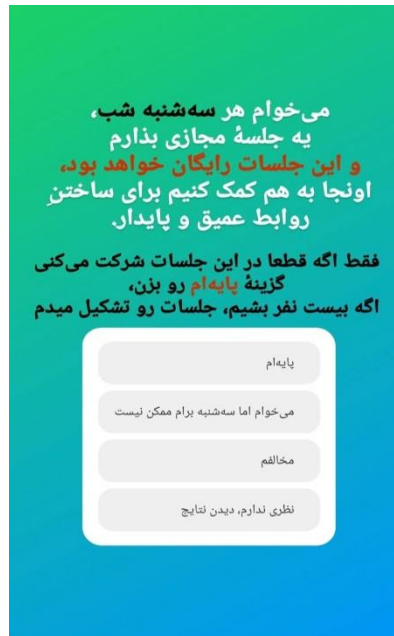 می‌خوام هر سه‌شنبه شب،
یه جلسهٔ مجازی بذارم
و این جلسات رایگان خواهد بود،
اونجا به هم کمک کنیم برای ساختنِ
روابط عمیق و پایدار.
فقط اگه قطعا در این جلسات شرکت می‌کنی
گزینهٔ پایه‌ام رو بزن،
اگه بیست نفر بشیم، جلسات رو تشکیل میدم
پایه‌ام
می‌خوام اما سه‌شنبه برام ممکن نیست
مخالفم
نظری ندارم، دیدن نتایج